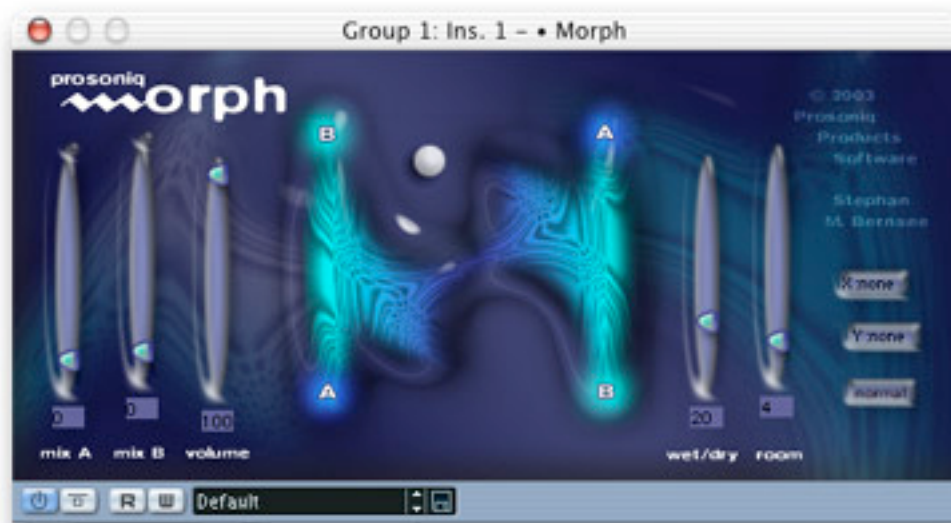 Group 1: Ins. 1 – • Morph
prosoniq
morph
© 2003
Prosoniq
Products
Software
Stephan
M. Bernsee
B
A
A
B
X:none
Y:none
normal
0
0
100
20
4
mix A
mix B
volume
wet/dry
room
R
W
Default